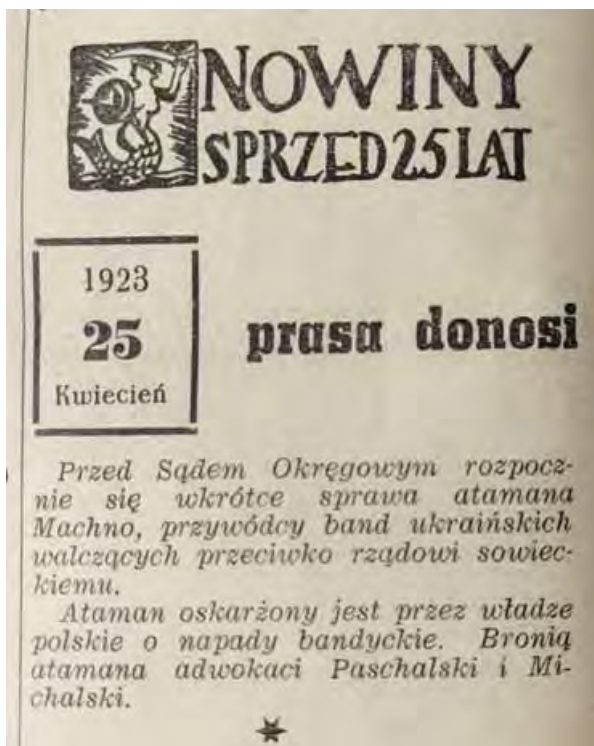 NOWINY
SPRZED 25 LAT
1923
25
Kwiecień
prasa donosi
Przed Sądem Okręgowym rozpocz-
nie się wkrótce sprawa atamana
Machno, przywódcy band ukraińskich
walczących przeciwko rządowi sowiec-
kiemu.
Ataman oskarżony jest przez władze
polskie o napady bandyckie. Bronią
atamana adwokaci Paschalski i Mi-
chalski.